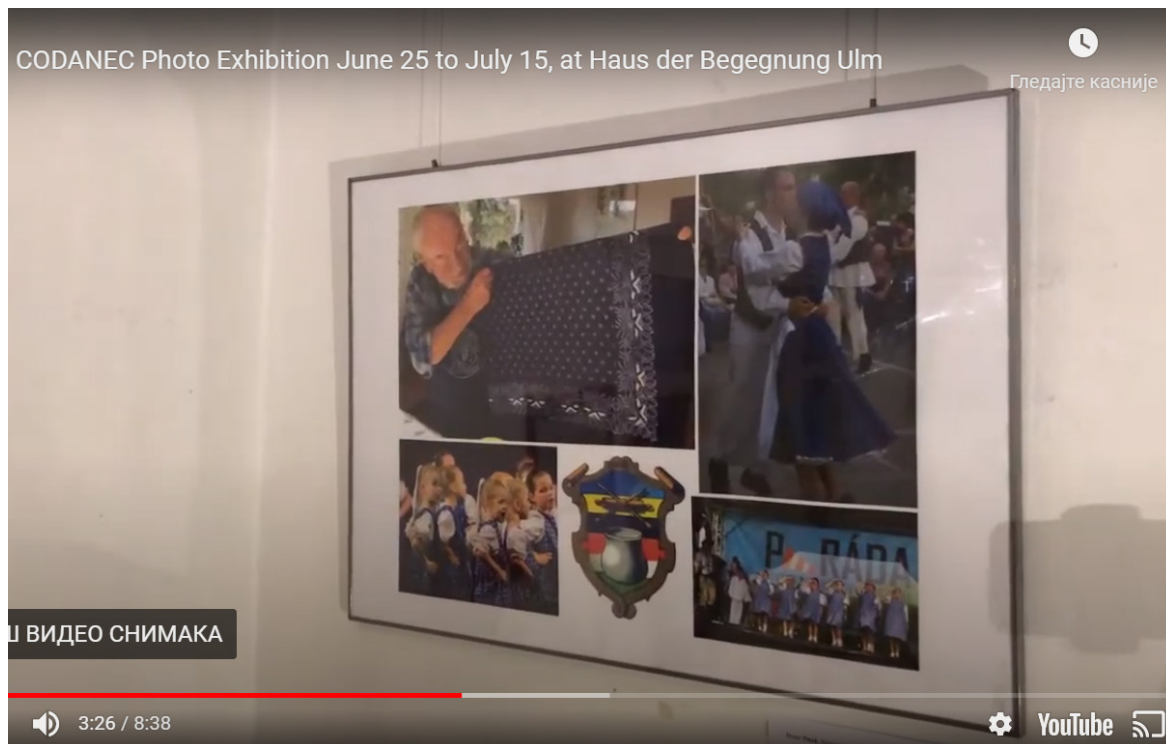 CODANEC Photo Exhibition June 25 to July 15, at Haus der Begegnung Ulm
Гледајте касније
P RÁDA
Ш ВИДЕО СНИМАКА
3:26 / 8:38
YouTube